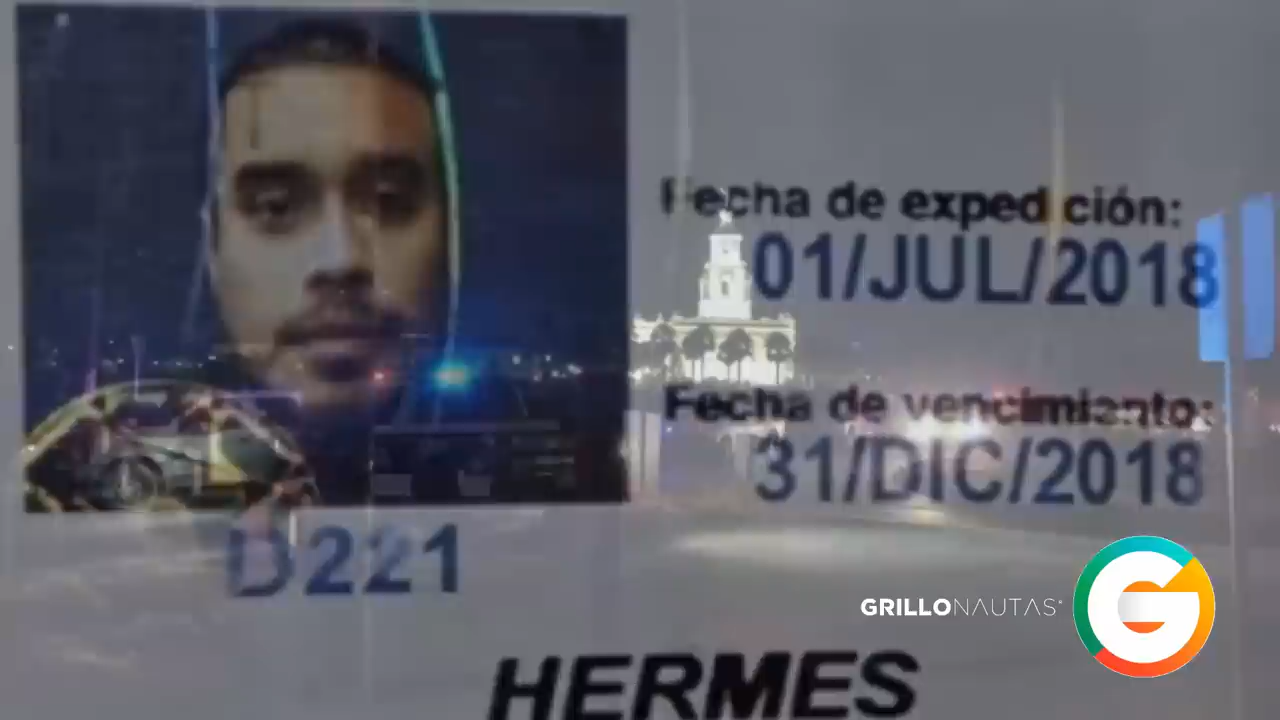 Fecha de expedición:
01/JUL/2018
Fecha de vencimiento:
31/DIC/2018
D221
GRILLONAUTAS
G
HERMES